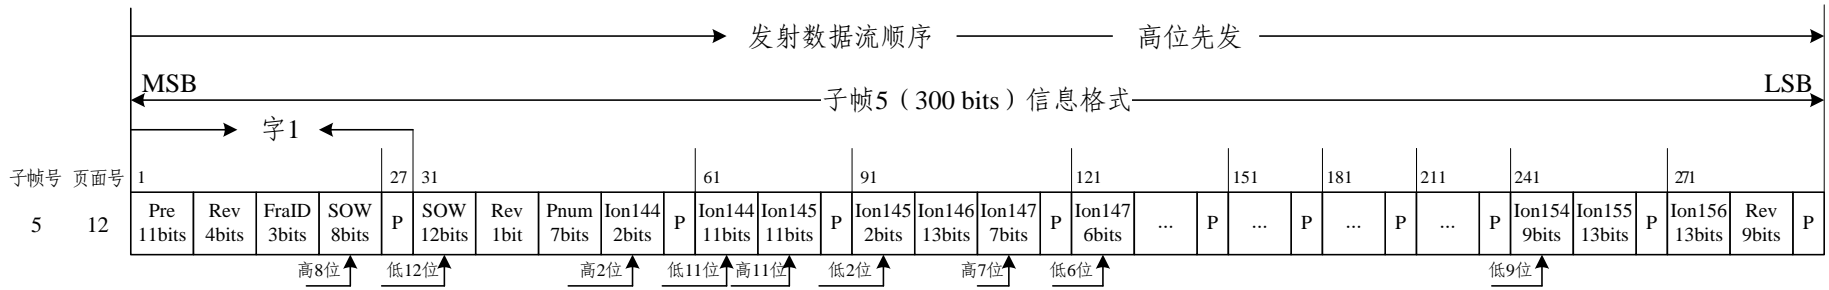 发射数据流顺序 高位先发
MSB LSB
子帧5（300 bits）信息格式
字1
子帧号 页面号 1 27 31 61 91 121 151 181 211 241 271
5 12 Pre 11bits Rev 4bits FraID 3bits SOW 8bits P SOW 12bits Rev 1bit Pnum 7bits Ion144 2bits P Ion144 11bits Ion145 11bits P Ion145 2bits Ion146 13bits Ion147 7bits P Ion147 6bits ... P ... P ... P ... P Ion154 9bits Ion155 13bits P Ion156 13bits Rev 9bits P
高8位 低12位 高2位 低11位 高11位 低2位 高7位 低6位 低9位